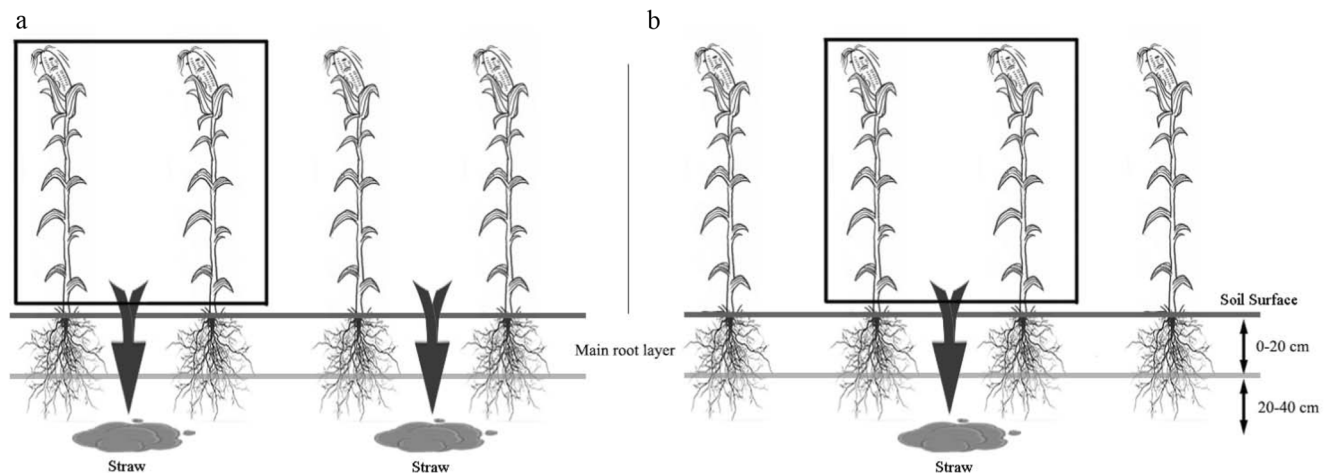 a
b
Soil Surface
Main root layer
0-20 cm
20-40 cm
Straw
Straw
Straw